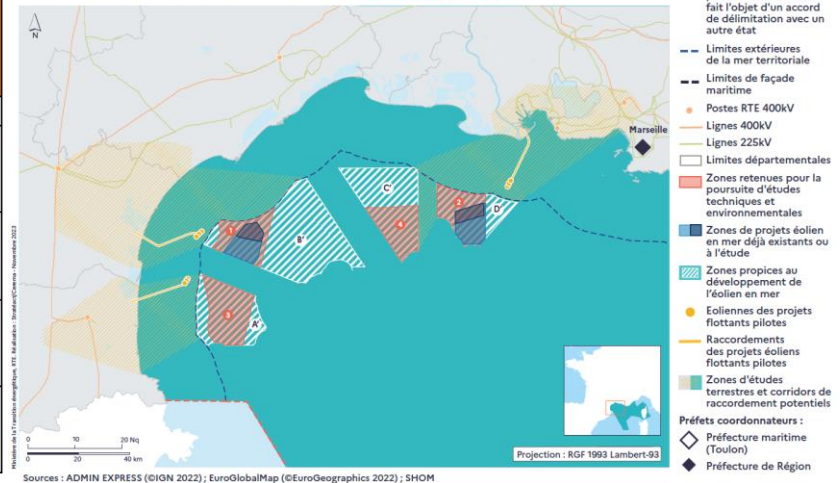 N
Marseille
1
2
3
4
A'
B'
C'
D'
0 10 20 Nq
0 20 40 km
Projection : RGF 1993 Lambert-93
Sources : ADMIN EXPRESS (©IGN 2022) ; EuroGlobalMap (©EuroGeographics 2022) ; SHOM
fait l'objet d'un accord
de délimitation avec un
autre état
Limites extérieures
de la mer territoriale
Limites de façade
maritime
Postes RTE 400kV
Lignes 400kV
Lignes 225kV
Limites départementales
Zones retenues pour la
poursuite d'études
techniques et
environnementales
Zones de projets éolien
en mer déjà existants ou
à l'étude
Zones propices au
développement de
l'éolien en mer
Eoliennes des projets
flottants pilotes
Raccordements
des projets éoliens
flottants pilotes
Zones d'études
terrestres et corridors de
raccordement potentiels
Préfets coordonnateurs :
Préfecture maritime
(Toulon)
Préfecture de Région